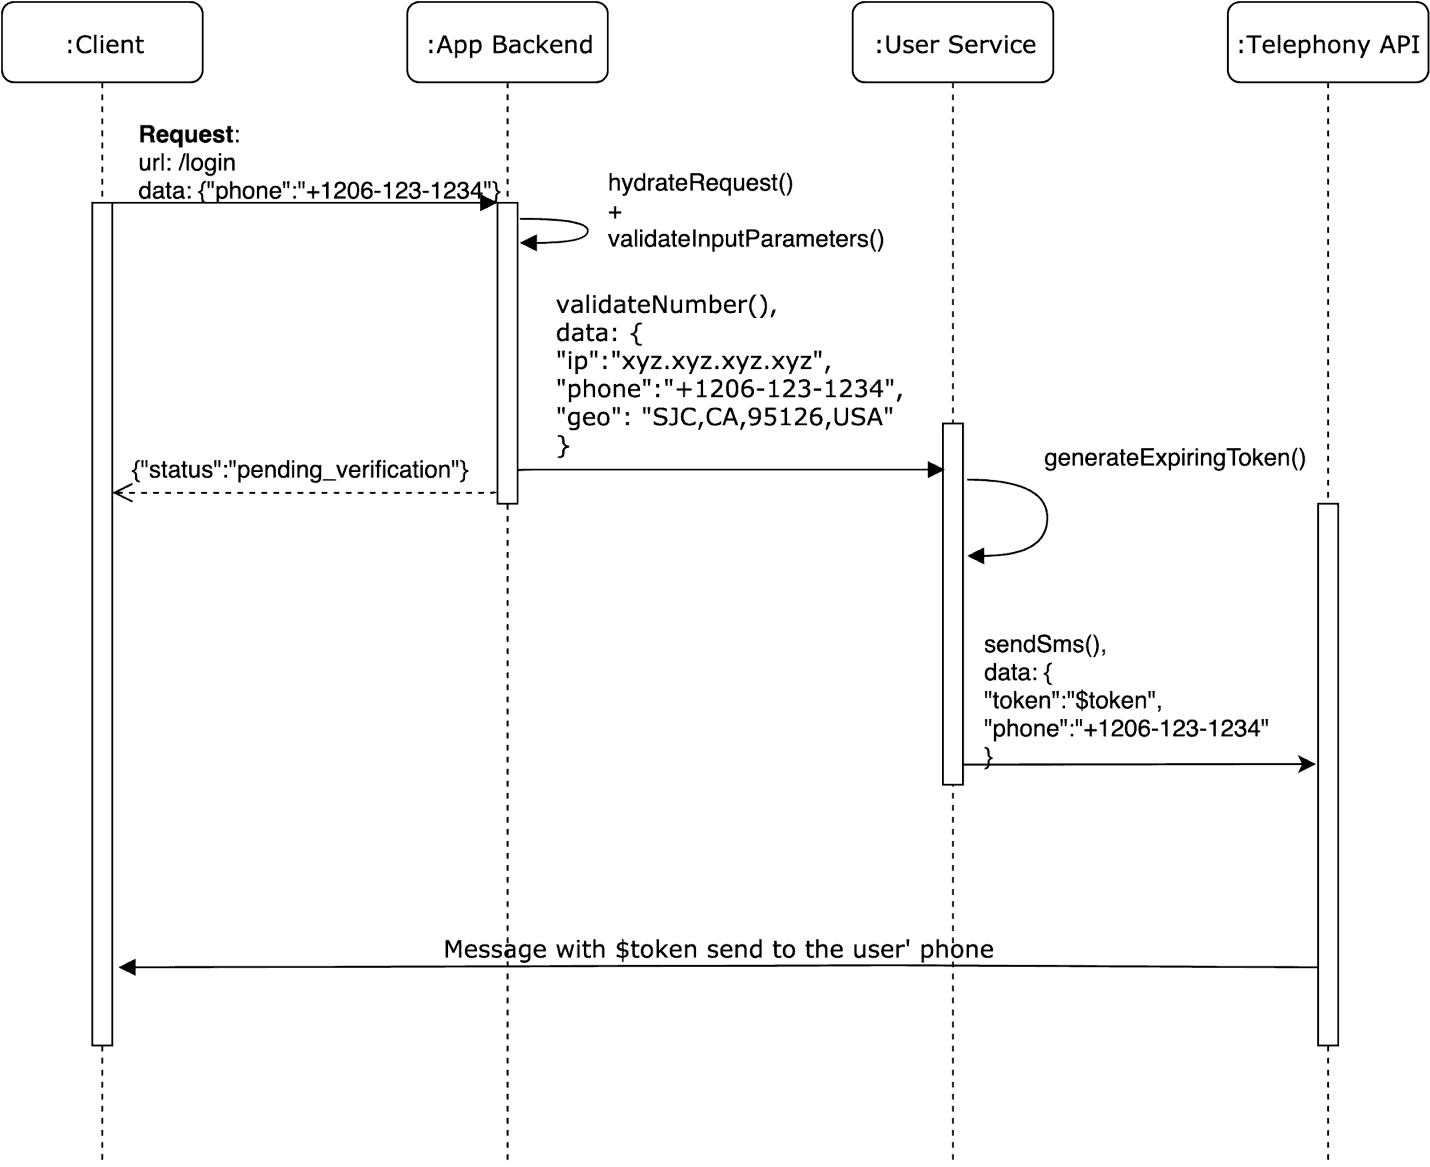 :Client
:App Backend
:User Service
:Telephony API
Request:
url: /login
data: {"phone":"+1206-123-1234"}
hydrateRequest()
+
validateInputParameters()
validateNumber(),
data: {
"ip":"xyz.xyz.xyz.xyz",
"phone":"+1206-123-1234",
"geo": "SJC,CA,95126,USA"
}
{"status":"pending_verification"}
generateExpiringToken()
sendSms(),
data: {
"token":"$token",
"phone":"+1206-123-1234"
}
Message with $token send to the user' phone